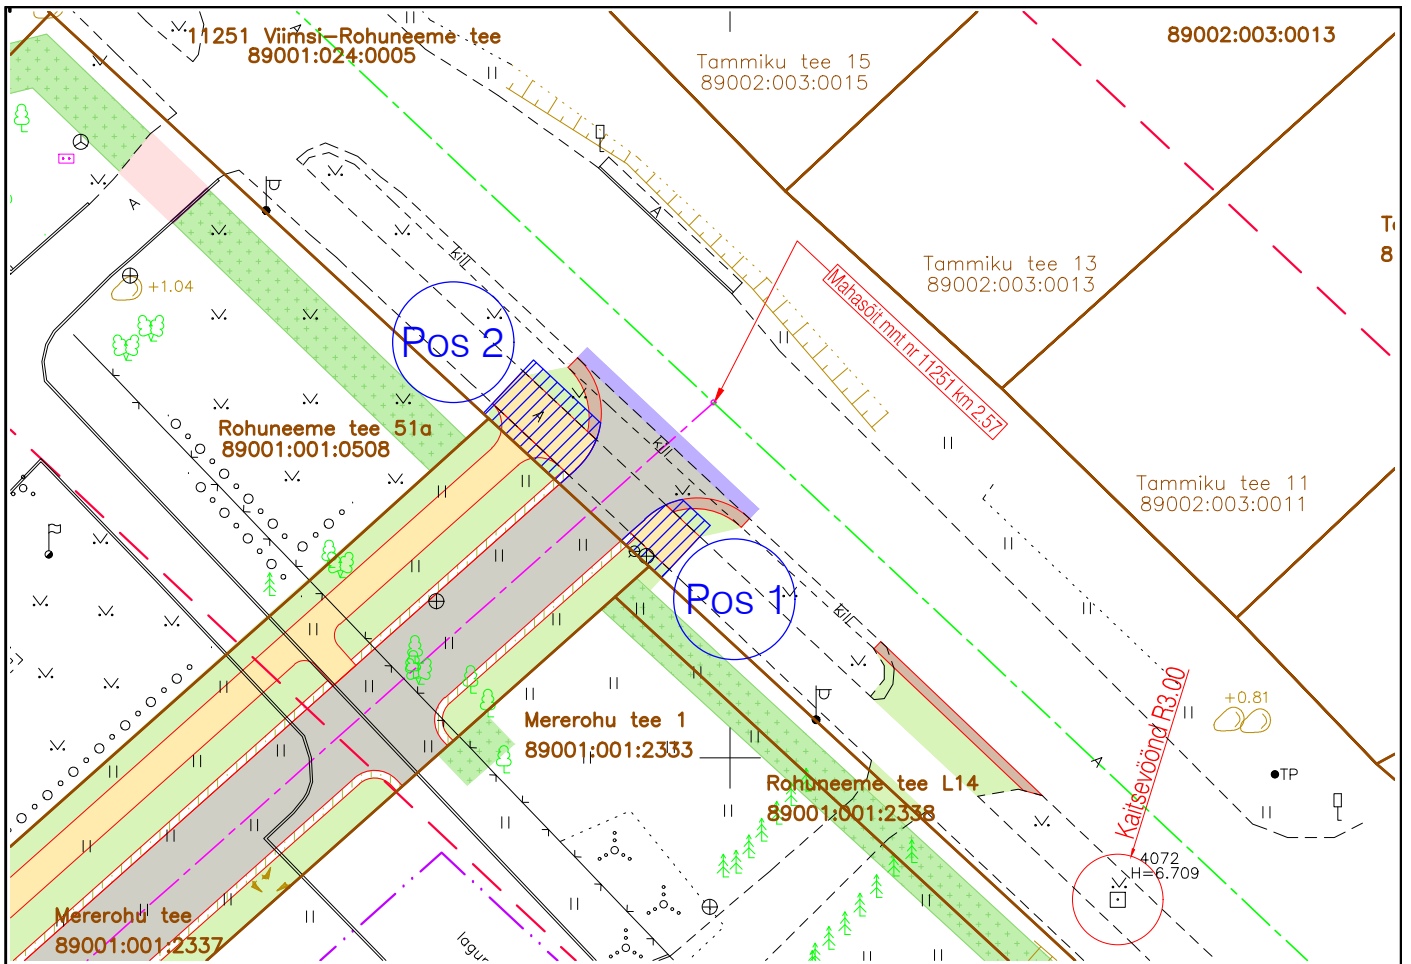 11251 Viimsi-Rohuneeme tee
89001:024:0005
Tammiku tee 15
89002:003:0015
89002:003:0013
A
A
A
kill.
+1.04
Tammiku tee 13
89002:003:0013
Mahasõit mnt nr 11251 km 2.57
Pos 2
A
kill.
Rohuneeme tee 51a
89001:001:0508
Tammiku tee 11
89002:003:0011
Pos 1
kill.
Mererohu tee 1
89001:001:2333
Kaitsevöönd R3.00
+0.81
A
TP
Rohuneeme tee L14
89001:001:2338
4072
H=6.709
Mererohu tee
89001:001:2337